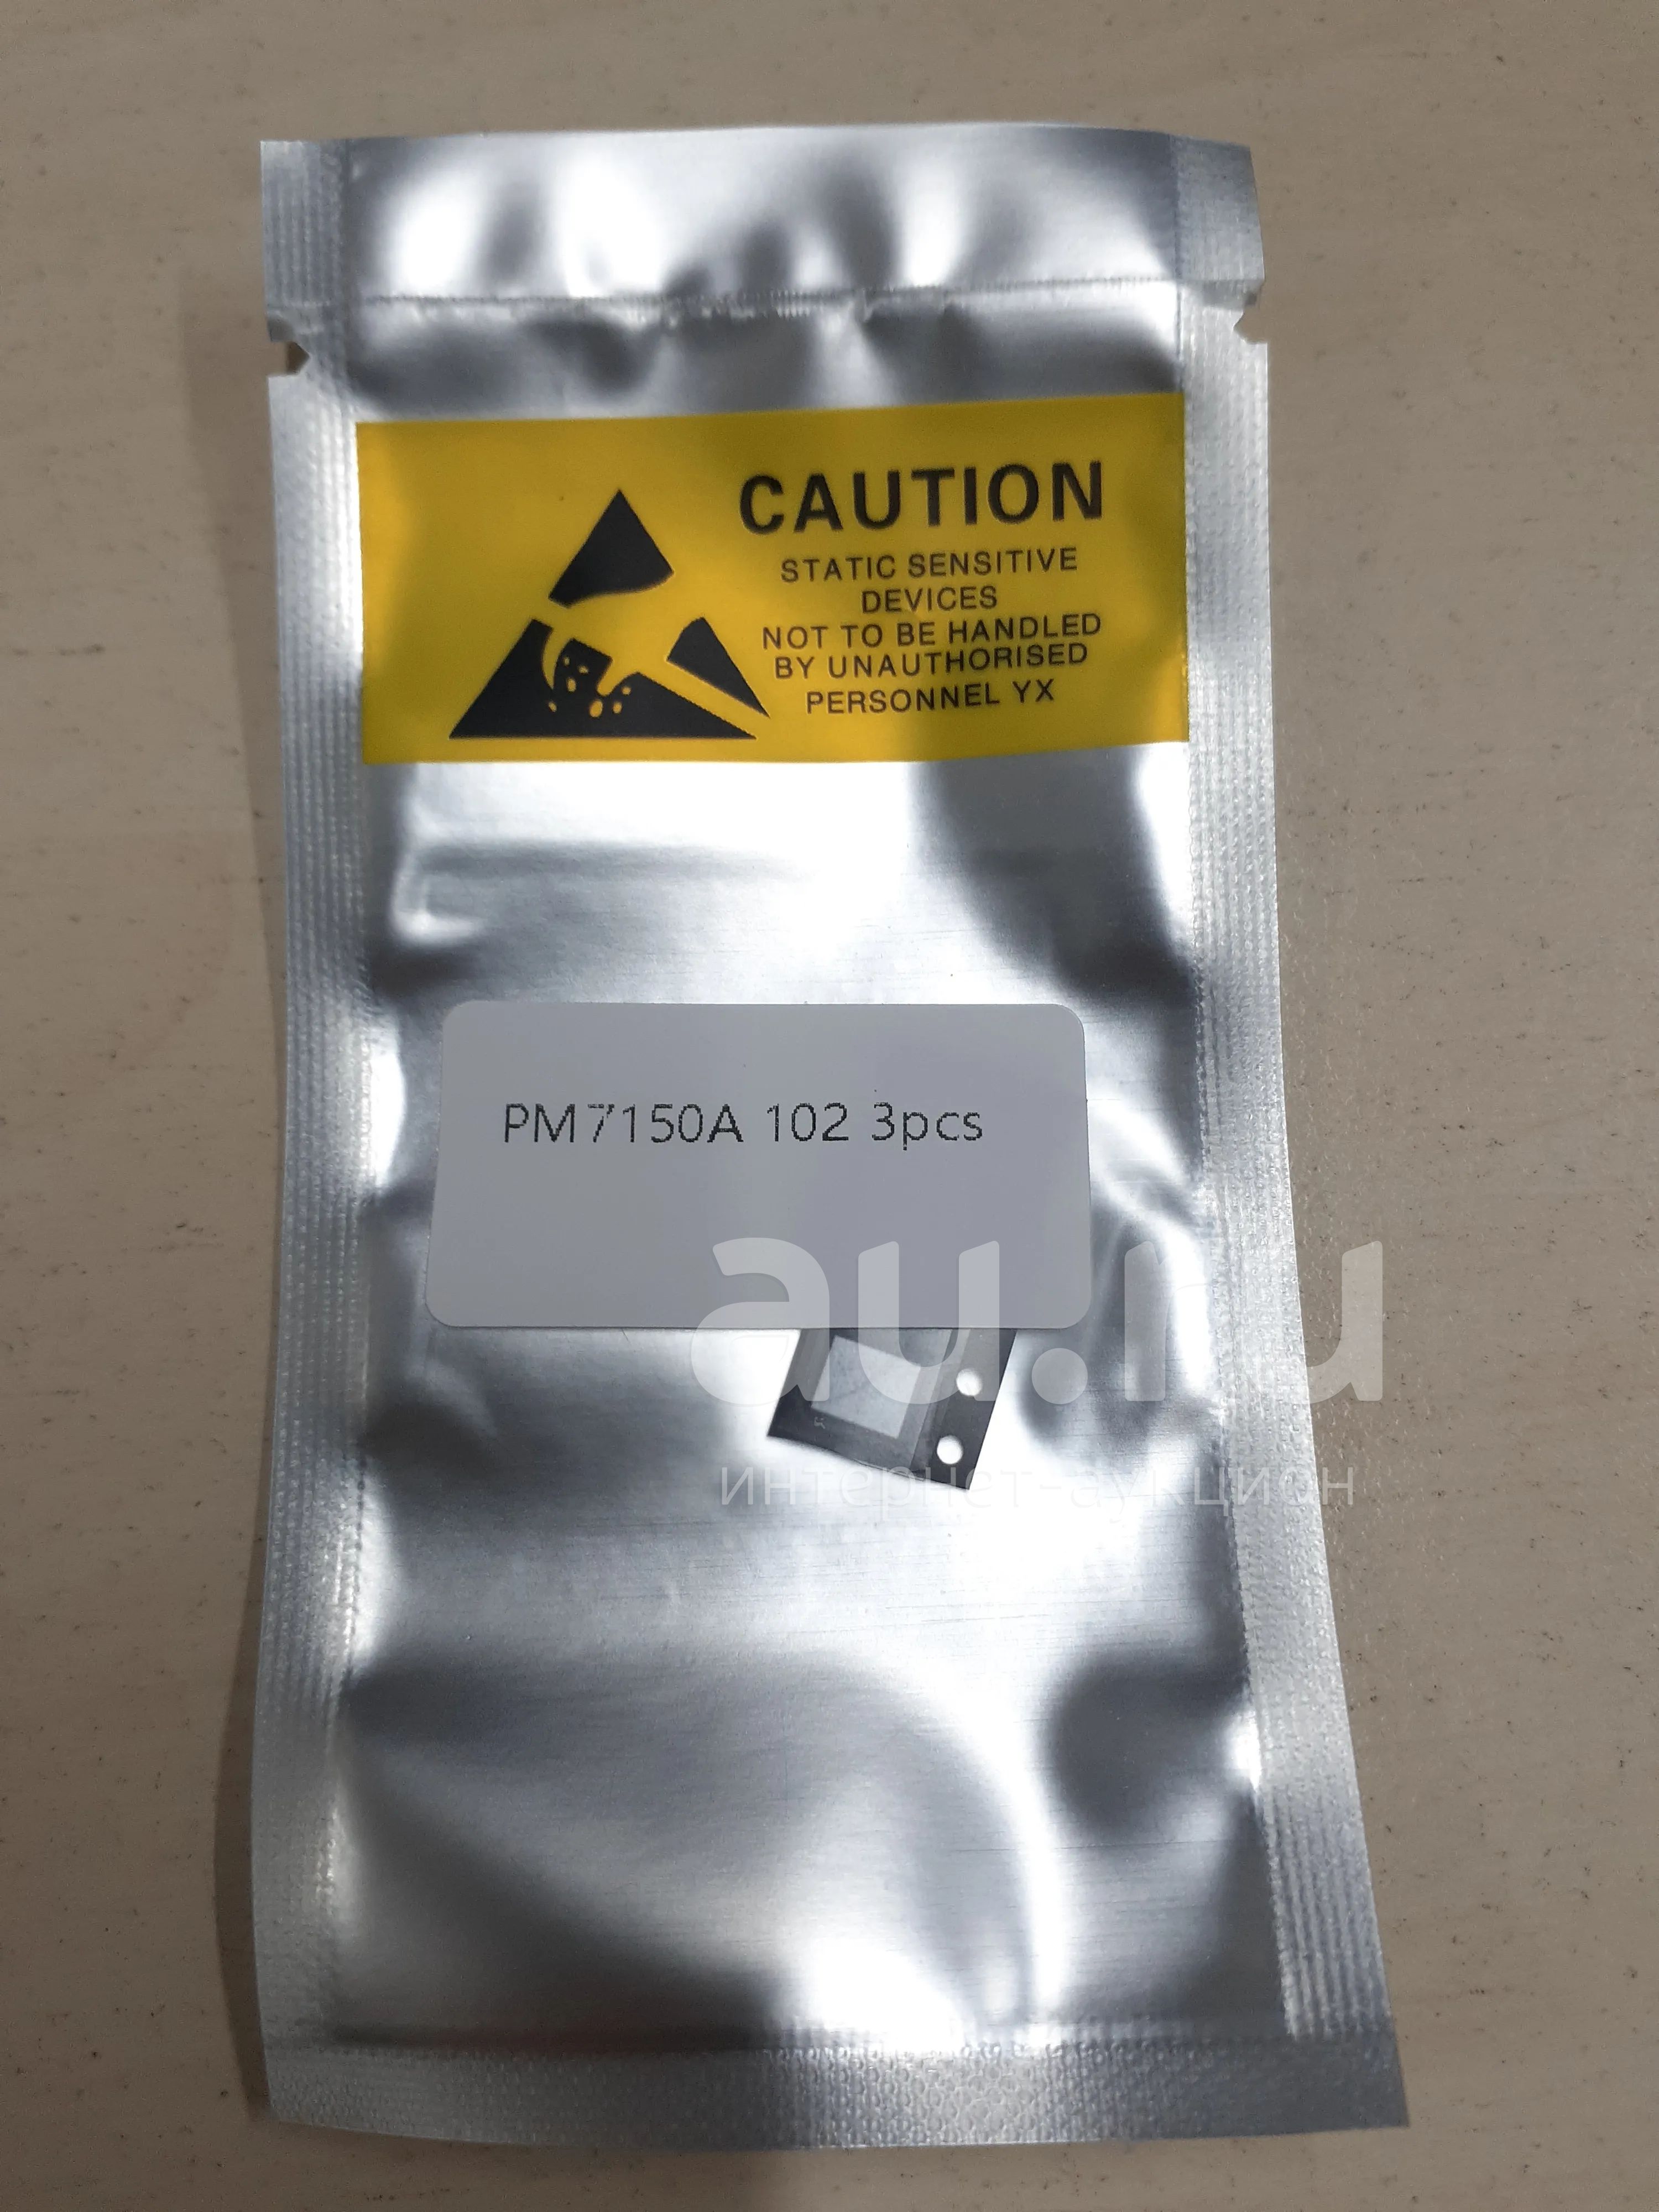 CAUTION
STATIC SENSITIVE
DEVICES
NOT TO BE HANDLED
BY UNAUTHORISED
PERSONNEL YX
PM7150A 102 3pcs
au.ru
интернет-аукцион